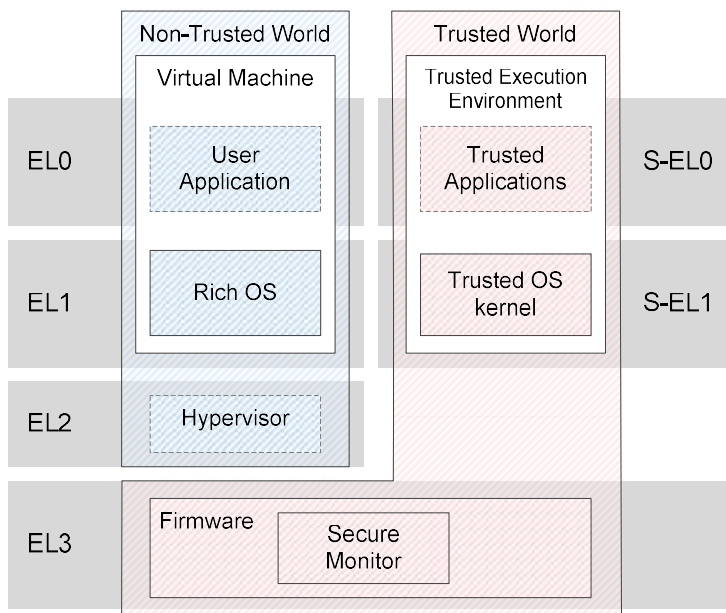 Non-Trusted World
Trusted World
Virtual Machine
Trusted Execution
Environment
EL0
User
Application
Trusted
Applications
S-EL0
EL1
Rich OS
Trusted OS
kernel
S-EL1
EL2
Hypervisor
EL3
Firmware
Secure
Monitor